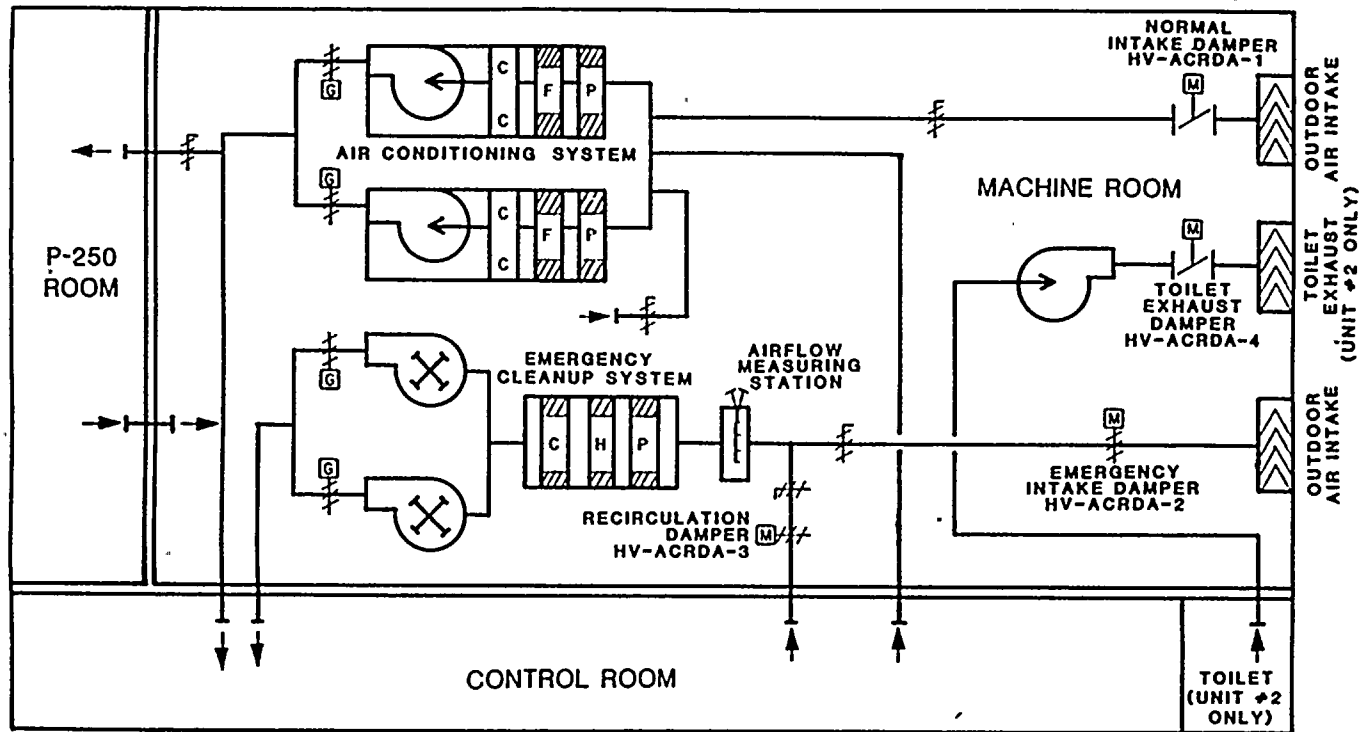 NORMAL
INTAKE DAMPER
HV-ACRDA-1
M
OUTDOOR
AIR INTAKE
G
C
C
F
P
AIR CONDITIONING SYSTEM
G
C
C
F
P
MACHINE ROOM
P-250
ROOM
M
TOILET
EXHAUST
DAMPER
HV-ACRDA-4
TOILET
EXHAUST
(UNIT #2 ONLY)
G
EMERGENCY
CLEANUP SYSTEM
AIRFLOW
MEASURING
STATION
C
H
P
G
M
EMERGENCY
INTAKE DAMPER
HV-ACRDA-2
OUTDOOR
AIR INTAKE
RECIRCULATION
DAMPER
HV-ACRDA-3
M
CONTROL ROOM
TOILET
(UNIT #2
ONLY)